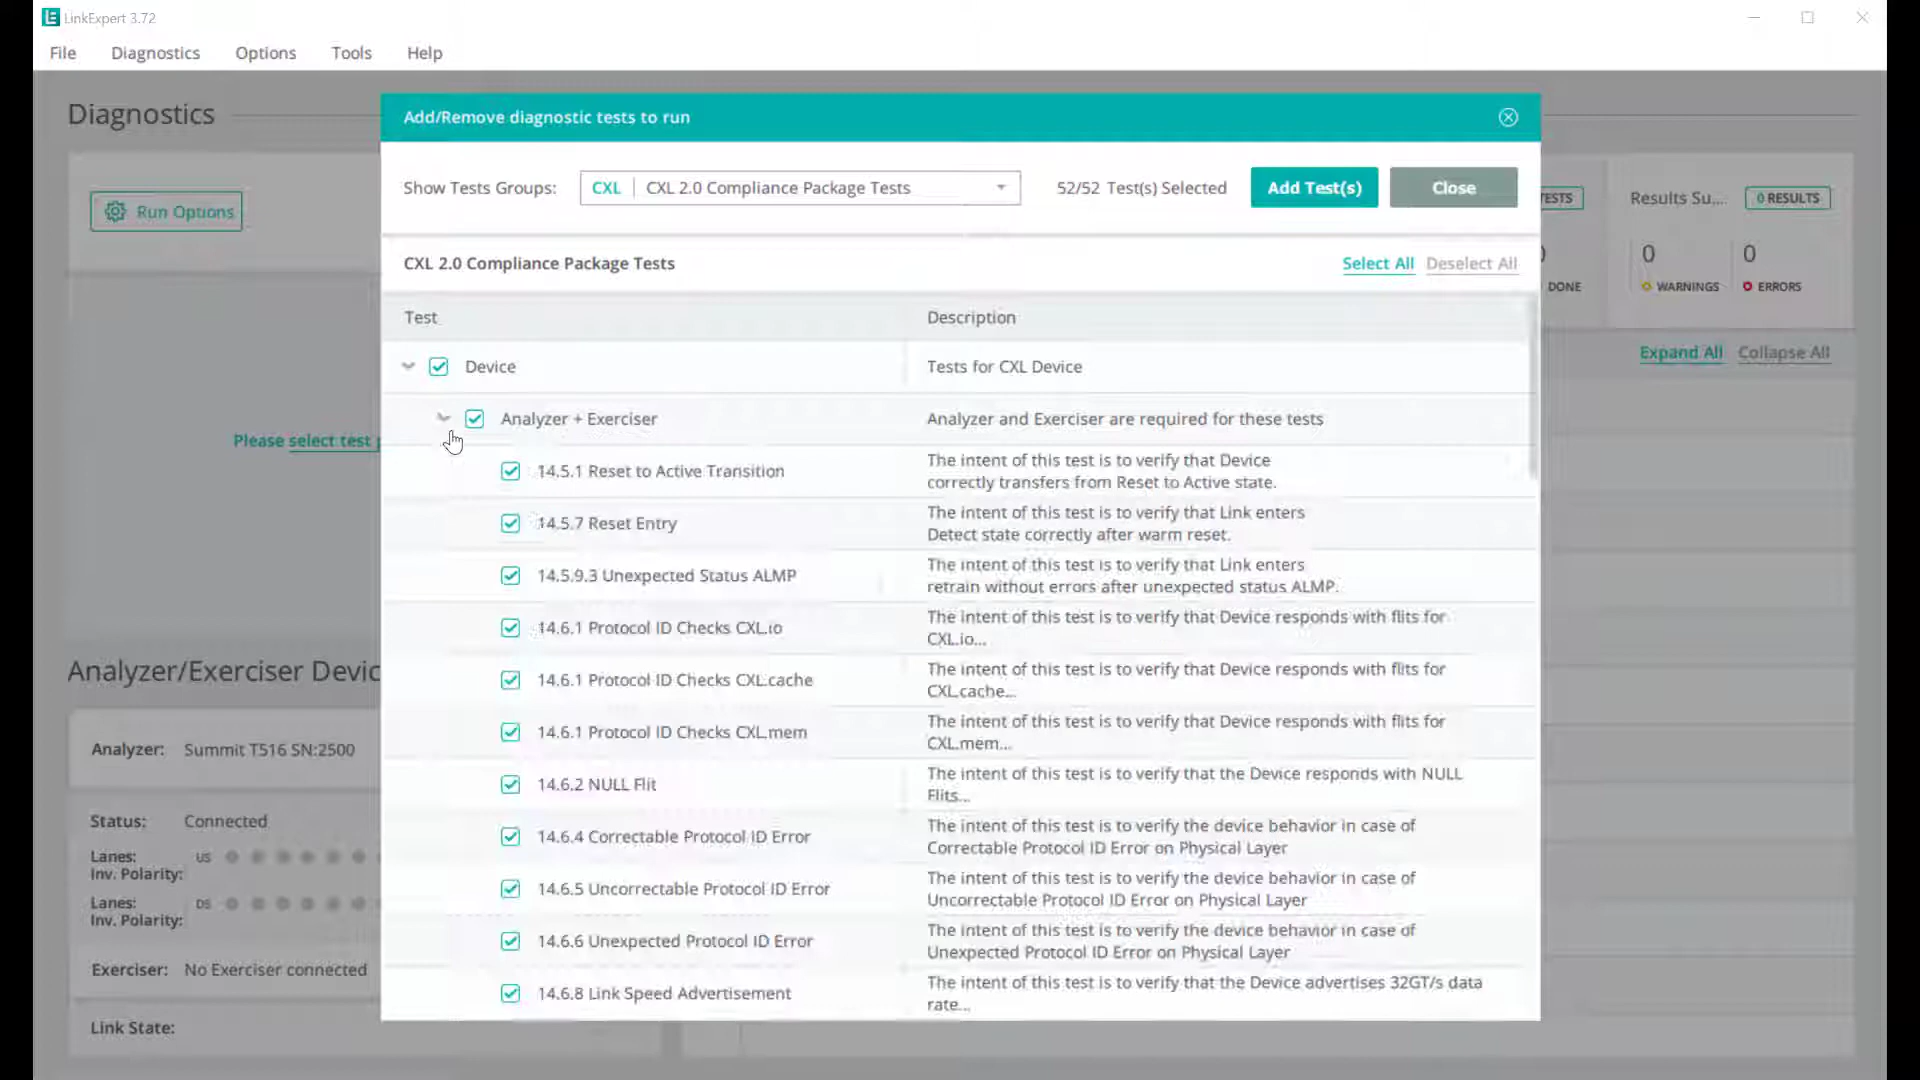 LinkExpert 3.72
File Diagnostics Options Tools Help
Diagnostics
Run Options
Please select test
Add/Remove diagnostic tests to run
Show Tests Groups: CXL CXL 2.0 Compliance Package Tests 52/52 Test(s) Selected Add Test(s) Close
CXL 2.0 Compliance Package Tests Select All Deselect All
Test Description
Device Tests for CXL Device
Analyzer + Exerciser Analyzer and Exerciser are required for these tests
14.5.1 Reset to Active Transition
The intent of this test is to verify that Device
correctly transfers from Reset to Active state.
14.5.7 Reset Entry
The intent of this test is to verify that Link enters
Detect state correctly after warm reset.
14.5.9.3 Unexpected Status ALMP
The intent of this test is to verify that Link enters
retrain without errors after unexpected status ALMP.
14.6.1 Protocol ID Checks CXL.io
The intent of this test is to verify that Device responds with flits for
CXL.io...
14.6.1 Protocol ID Checks CXL.cache
The intent of this test is to verify that Device responds with flits for
CXL.cache...
14.6.1 Protocol ID Checks CXL.mem
The intent of this test is to verify that Device responds with flits for
CXL.mem...
14.6.2 NULL Flit
The intent of this test is to verify that the Device responds with NULL
Flits...
14.6.4 Correctable Protocol ID Error
The intent of this test is to verify the device behavior in case of
Correctable Protocol ID Error on Physical Layer
14.6.5 Uncorrectable Protocol ID Error
The intent of this test is to verify the device behavior in case of
Uncorrectable Protocol ID Error on Physical Layer
14.6.6 Unexpected Protocol ID Error
The intent of this test is to verify the device behavior in case of
Unexpected Protocol ID Error on Physical Layer
14.6.8 Link Speed Advertisement
The intent of this test is to verify that the Device advertises 32GT/s data
rate...
Results Su... 0 RESULTS
0 0
DONE WARNINGS ERRORS
Expand All Collapse All
Analyzer/Exerciser Devic
Analyzer: Summit T516 SN:2500
Status: Connected
Lanes: US
Inv. Polarity:
Lanes: DS
Inv. Polarity:
Exerciser: No Exerciser connected
Link State: